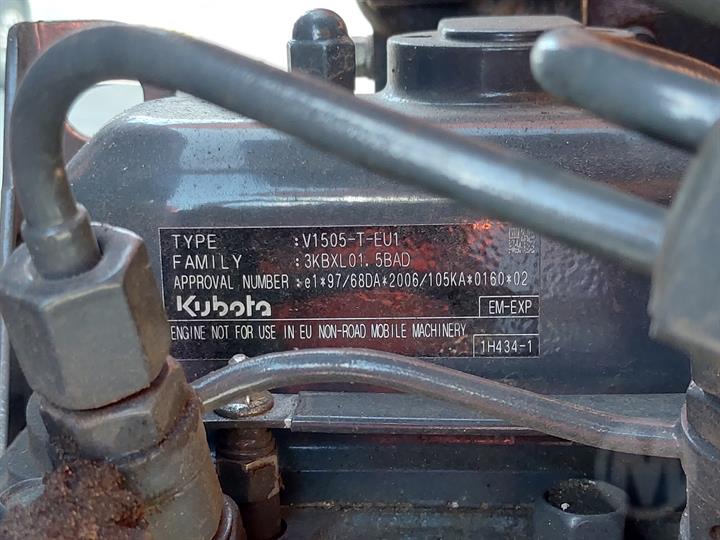 TYPE :V1505-T-EU1
FAMILY :3KBXL01.5BAD
APPROVAL NUMBER :e1*97/68DA*2006/105KA*0160*02
Kubota EM-EXP
ENGINE NOT FOR USE IN EU NON-ROAD MOBILE MACHINERY 1H434-1
M